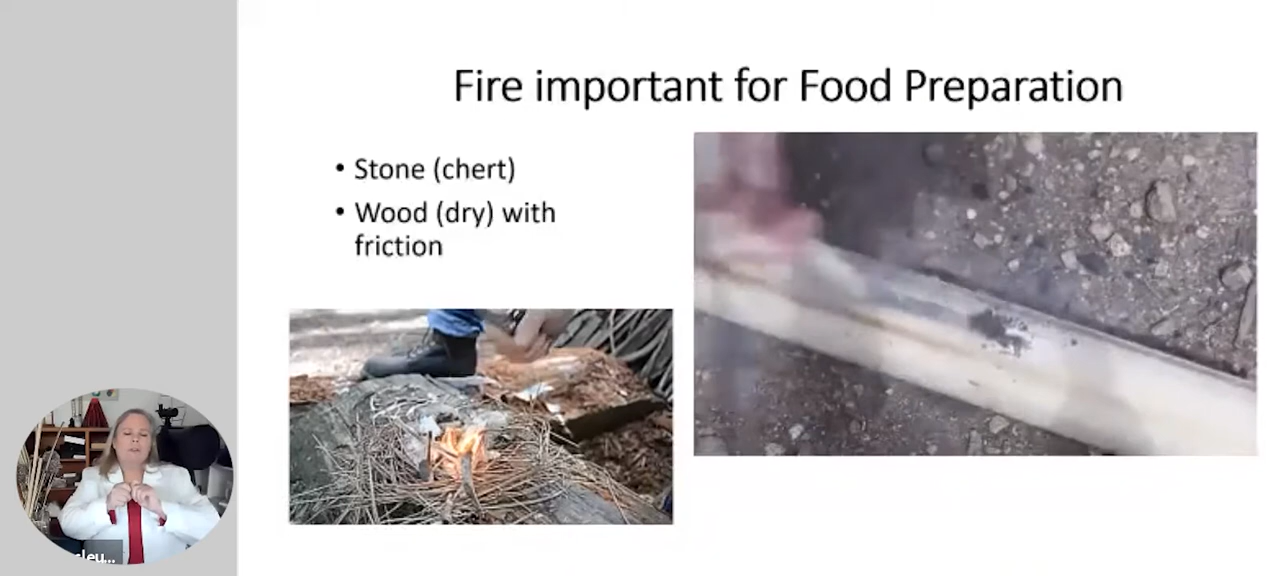 Fire important for Food Preparation
• Stone (chert)
• Wood (dry) with
friction